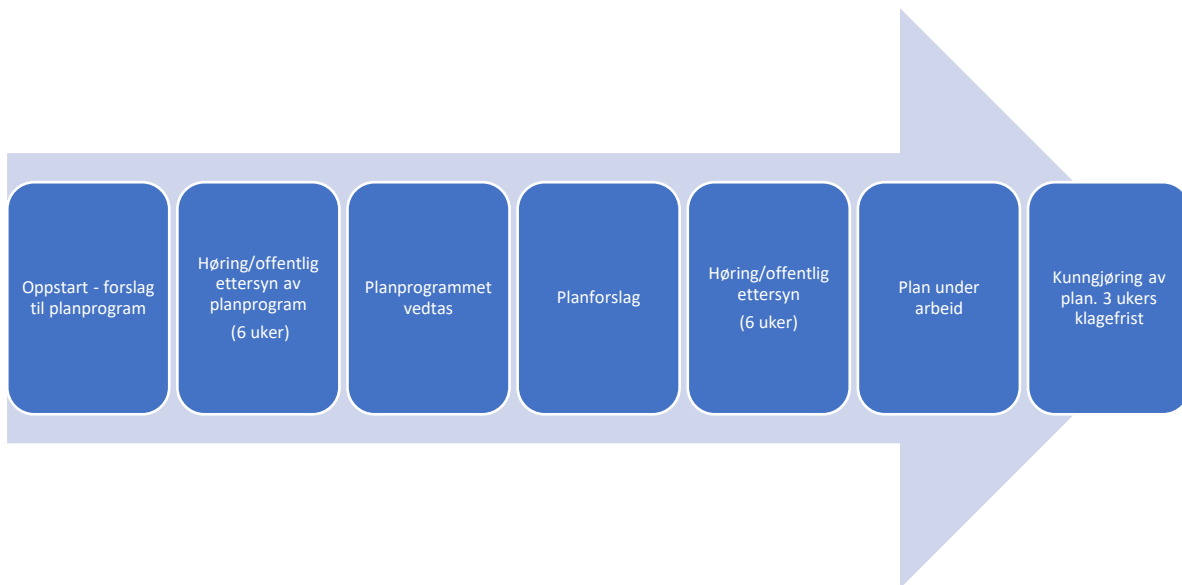 Oppstart - forslag
til planprogram
Høring/offentlig
ettersyn av
planprogram
(6 uker)
Planprogrammet
vedtas
Planforslag
Høring/offentlig
ettersyn
(6 uker)
Plan under
arbeid
Kunngjøring av
plan. 3 ukers
klagefrist